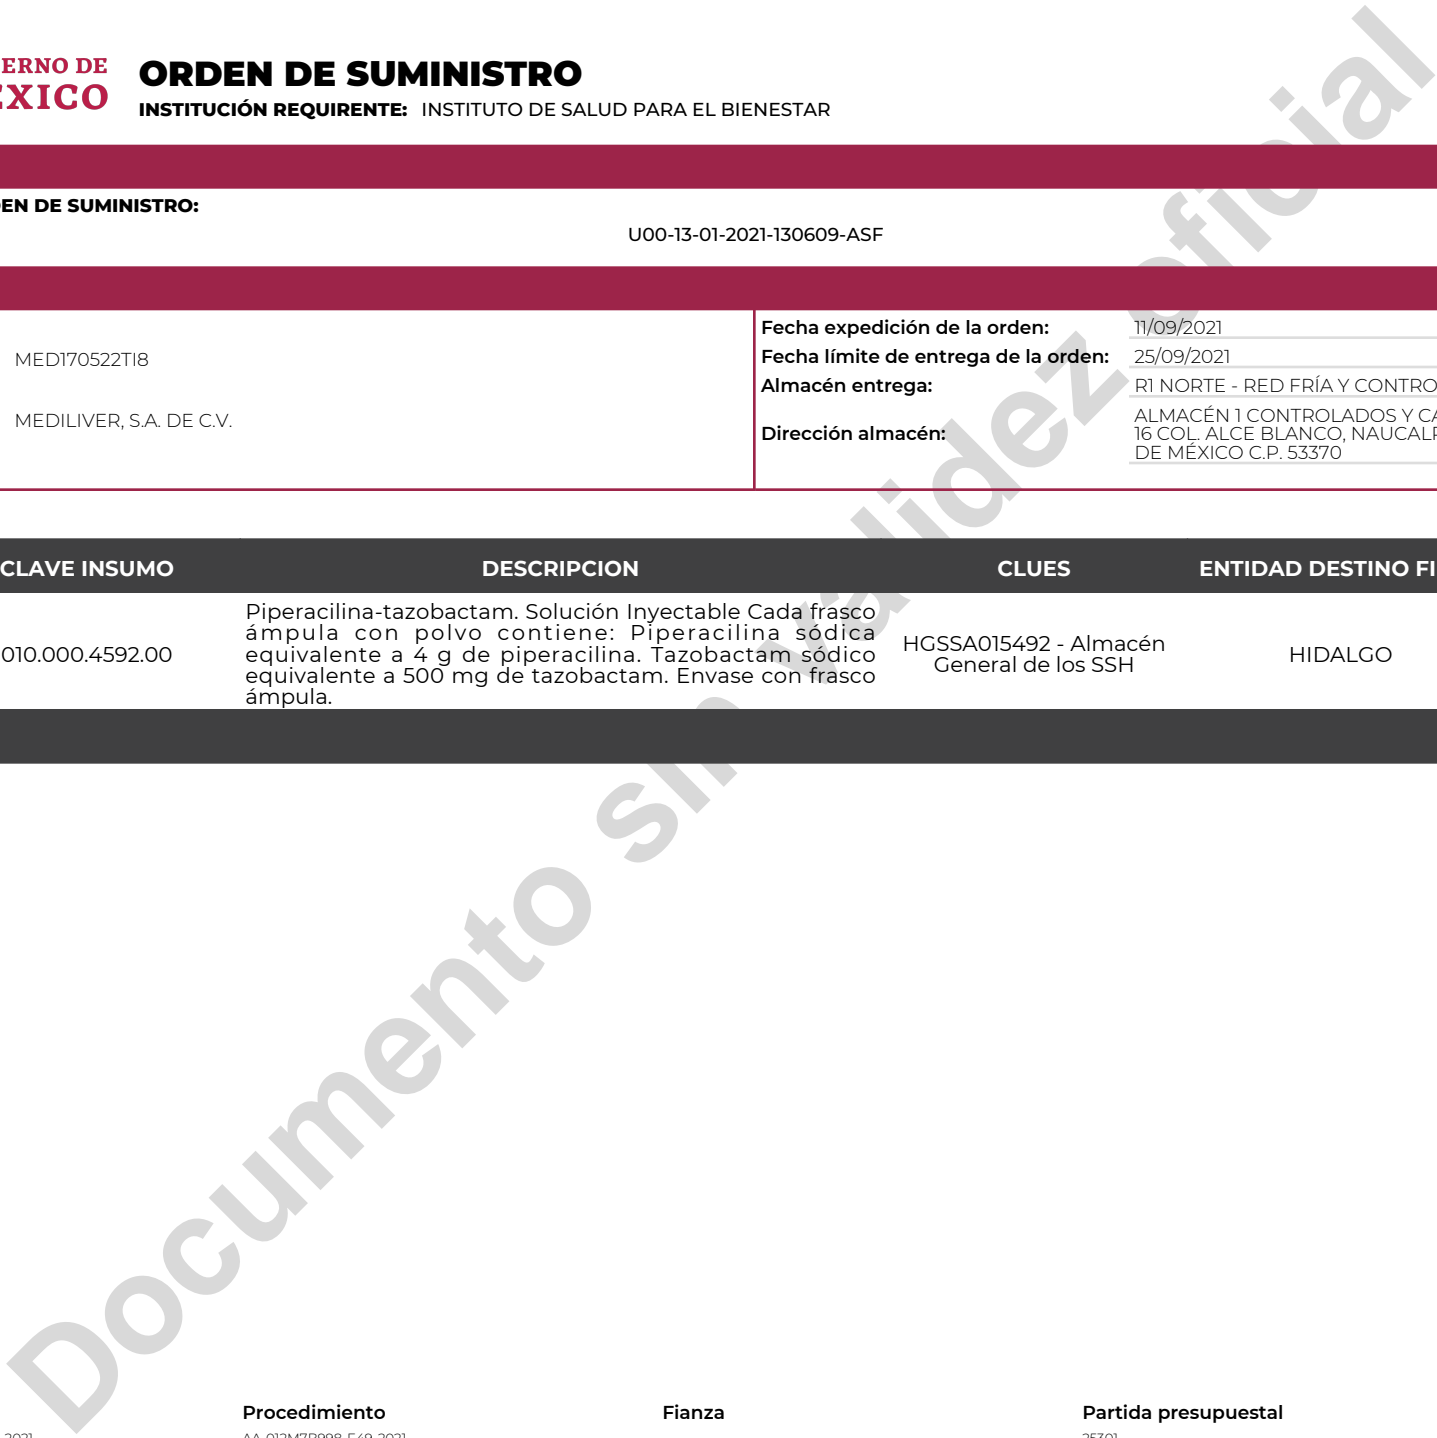 ERNO DE
ÉXICO
ORDEN DE SUMINISTRO
INSTITUCIÓN REQUIRENTE: INSTITUTO DE SALUD PARA EL BIENESTAR
EN DE SUMINISTRO:
U00-13-01-2021-130609-ASF
MED170522TI8
MEDILIVER, S.A. DE C.V.
Fecha expedición de la orden: 11/09/2021
Fecha límite de entrega de la orden: 25/09/2021
Almacén entrega: R1 NORTE - RED FRÍA Y CONTRO
Dirección almacén: ALMACÉN 1 CONTROLADOS Y CA
16 COL. ALCE BLANCO, NAUCALP
DE MÉXICO C.P. 53370
CLAVE INSUMO DESCRIPCION CLUES ENTIDAD DESTINO FI
010.000.4592.00
Piperacilina-tazobactam. Solución Inyectable Cada frasco
ámpula con polvo contiene: Piperacilina sódica
equivalente a 4 g de piperacilina. Tazobactam sódico
equivalente a 500 mg de tazobactam. Envase con frasco
ámpula.
HGSSA015492 - Almacén
General de los SSH
HIDALGO
Documento sin validez oficial
Procedimiento Fianza Partida presupuestal